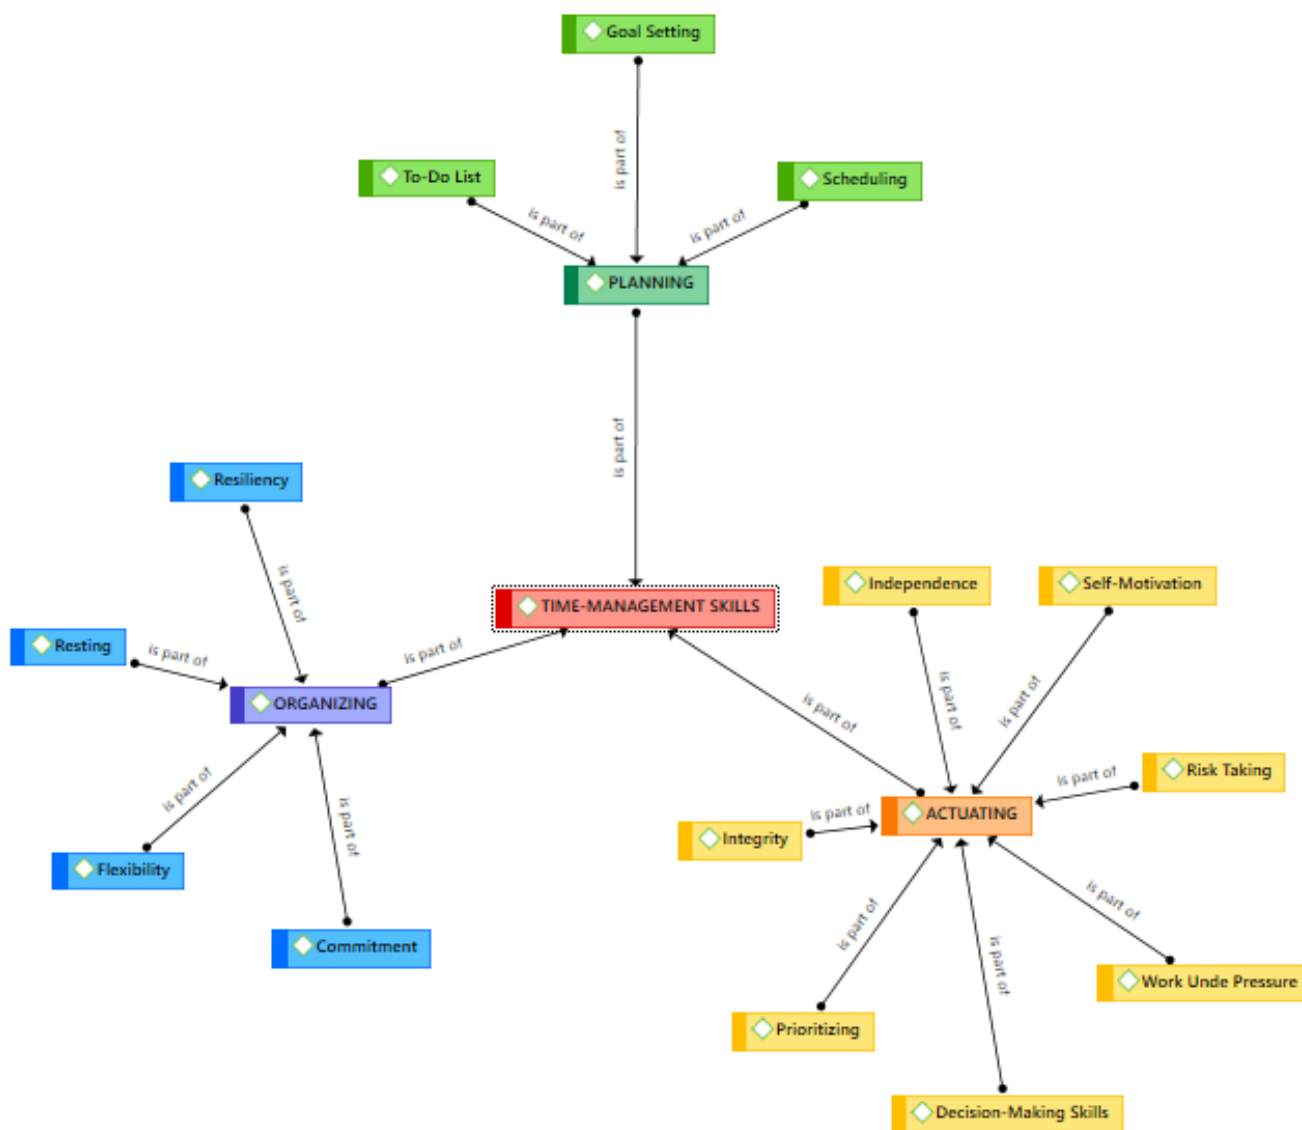 Goal Setting
is part of
To-Do List
Scheduling
is part of
is part of
PLANNING
is part of
Resiliency
is part of
Independence
Self-Motivation
TIME-MANAGEMENT SKILLS
Resting
is part of
is part of
ORGANIZING
is part of
is part of
is part of
Risk Taking
is part of
is part of
ACTUATING
is part of
Integrity
is part of
is part of
Flexibility
is part of
is part of
Commitment
is part of
Work Unde Pressure
Prioritizing
Decision-Making Skills